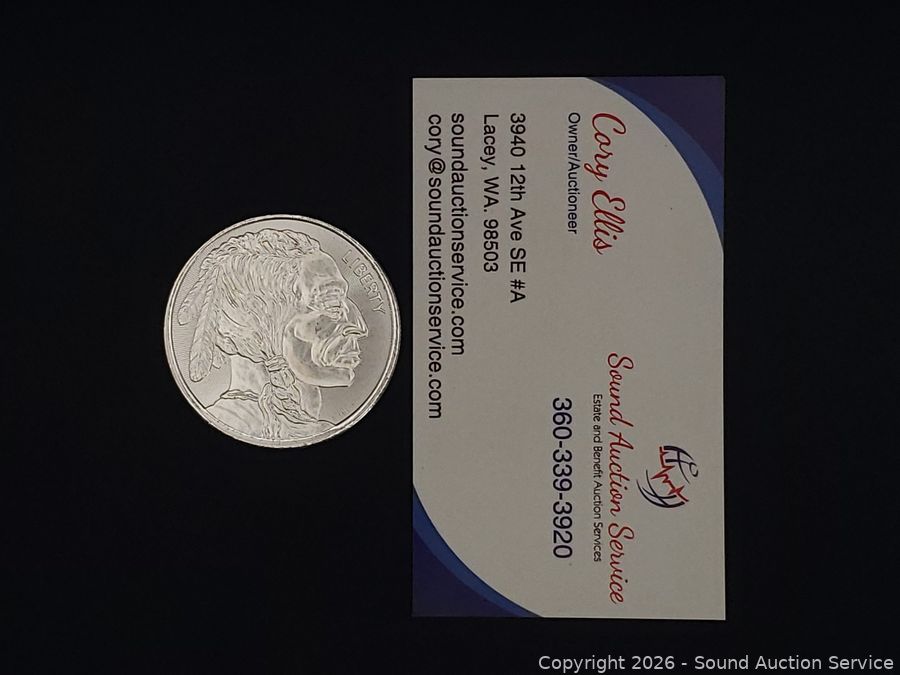 LIBERTY
Cory Ellis
Owner/Auctioneer
3940 12th Ave SE #A
Lacey, WA. 98503
soundauctionservice.com
cory@soundauctionservice.com
Sound Auction Service
Estate and Benefit Auction Services
360-339-3920
Copyright 2026 - Sound Auction Service